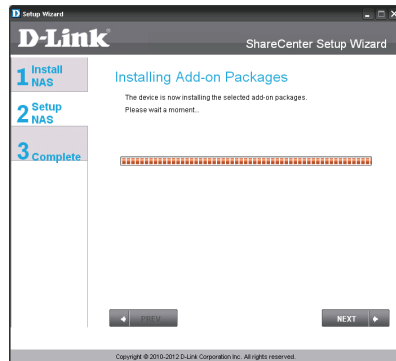 Setup Wizard
D-Link
ShareCenter Setup Wizard
1 Install NAS
2 Setup NAS
3 Complete
Installing Add-on Packages
The device is now installing the selected add-on packages.
Please wait a moment...
PREV
NEXT
Copyright © 2010-2012 D-Link Corporation Inc. All rights reserved.